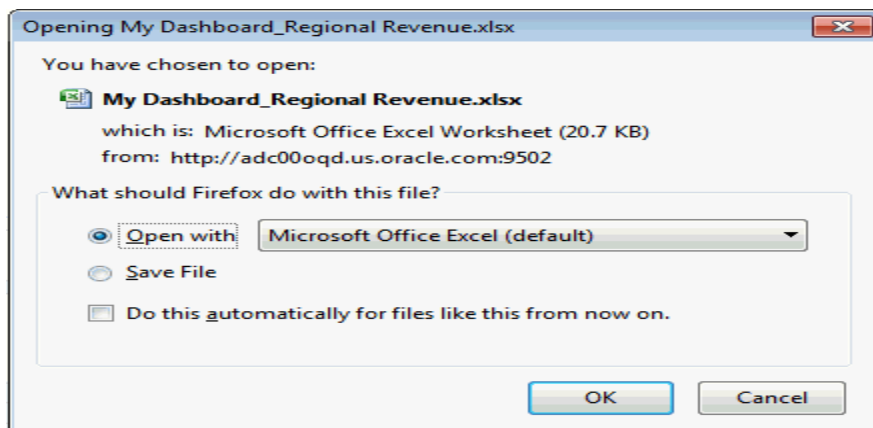 Opening My Dashboard_Regional Revenue.xlsx
You have chosen to open:
My Dashboard_Regional Revenue.xlsx
which is: Microsoft Office Excel Worksheet (20.7 KB)
from: http://adc00oqd.us.oracle.com:9502
What should Firefox do with this file?
Open with Microsoft Office Excel (default)
Save File
Do this automatically for files like this from now on.
OK Cancel